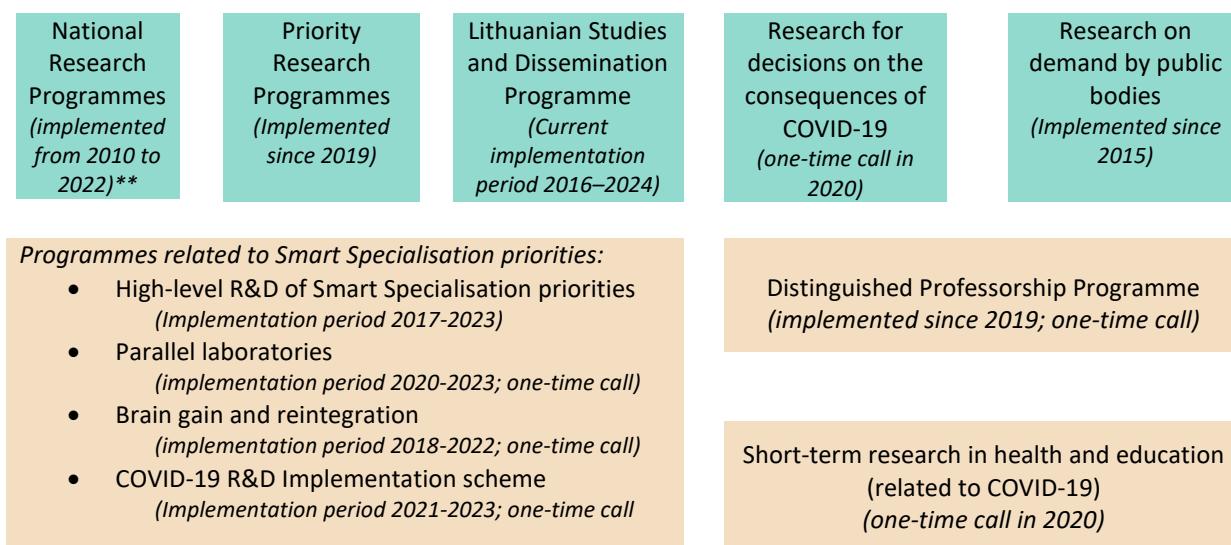 National
Research
Programmes
(implemented
from 2010 to
2022)**
Priority
Research
Programmes
(Implemented
since 2019)
Lithuanian Studies
and Dissemination
Programme
(Current
implementation
period 2016–2024)
Research for
decisions on the
consequences of
COVID-19
(one-time call in
2020)
Research on
demand by public
bodies
(Implemented since
2015)
Programmes related to Smart Specialisation priorities:
• High-level R&D of Smart Specialisation priorities
(Implementation period 2017-2023)
• Parallel laboratories
(implementation period 2020-2023; one-time call)
• Brain gain and reintegration
(implementation period 2018-2022; one-time call)
• COVID-19 R&D Implementation scheme
(Implementation period 2021-2023; one-time call
Distinguished Professorship Programme
(implemented since 2019; one-time call)
Short-term research in health and education
(related to COVID-19)
(one-time call in 2020)